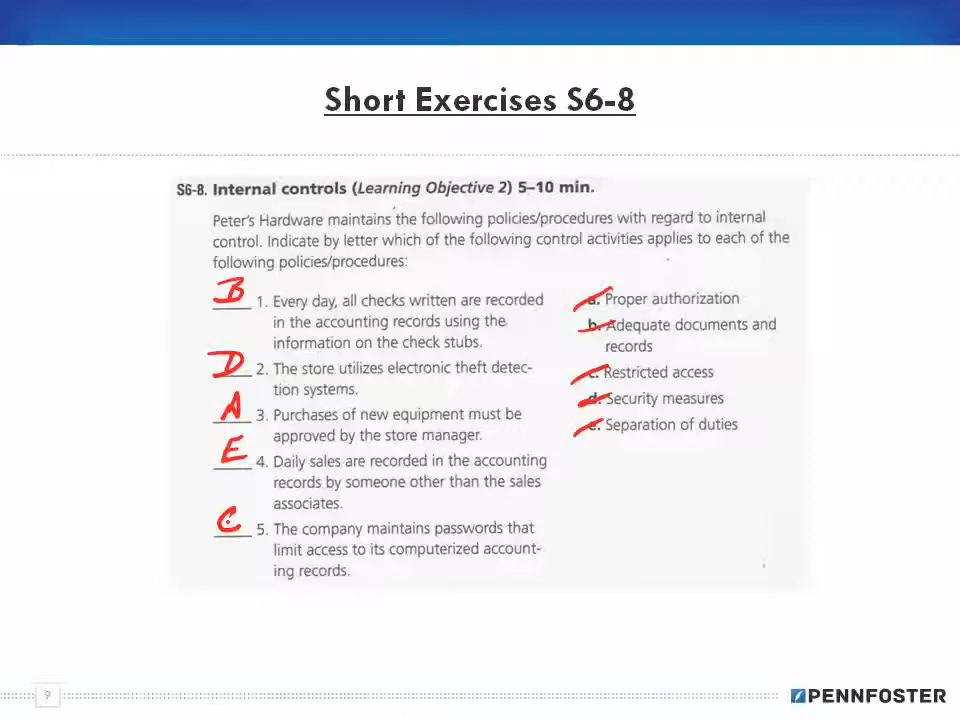 Short Exercises S6-8
S6-8. Internal controls (Learning Objective 2) 5–10 min.
Peter's Hardware maintains the following policies/procedures with regard to internal
control. Indicate by letter which of the following control activities applies to each of the
following policies/procedures:
B 1. Every day, all checks written are recorded
in the accounting records using the
information on the check stubs.
D 2. The store utilizes electronic theft detec-
tion systems.
A 3. Purchases of new equipment must be
approved by the store manager.
E 4. Daily sales are recorded in the accounting
records by someone other than the sales
associates.
C 5. The company maintains passwords that
limit access to its computerized account-
ing records.
a. Proper authorization
b. Adequate documents and
records
c. Restricted access
d. Security measures
e. Separation of duties
9
PENNFOSTER